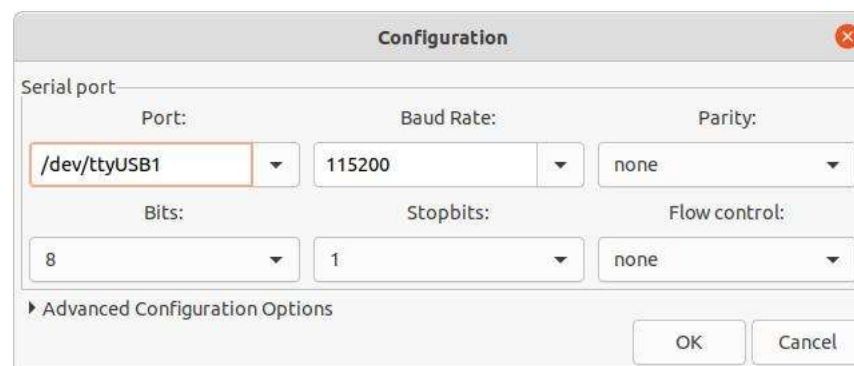 Configuration
Serial port
Port: Baud Rate: Parity:
/dev/ttyUSB1 115200 none
Bits: Stopbits: Flow control:
8 1 none
Advanced Configuration Options
OK Cancel